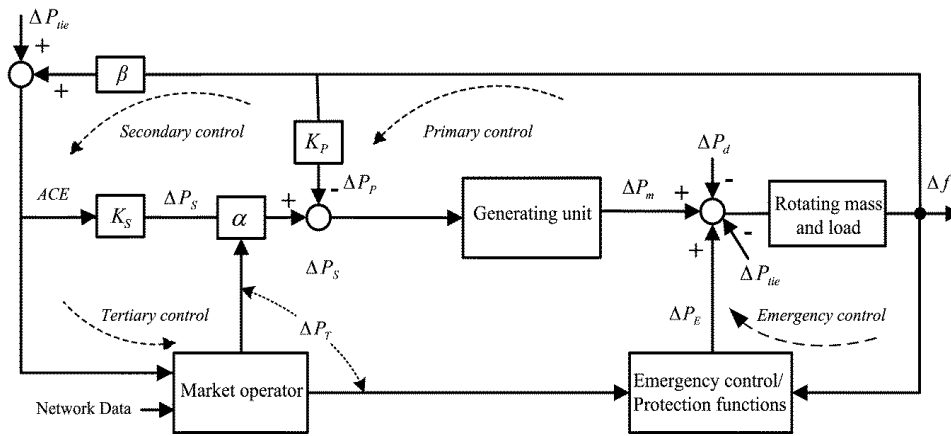 ΔP_tie
+
+
β
Secondary control
K_P
Primary control
ΔP_d
-
ACE
ΔP_S
-
ΔP_P
ΔP_m
+
Δf
K_S
α
+
Generating unit
Rotating mass
and load
-
ΔP_S
+
ΔP_tie
Tertiary control
ΔP_T
ΔP_E
Emergency control
Market operator
Emergency control/
Protection functions
Network Data